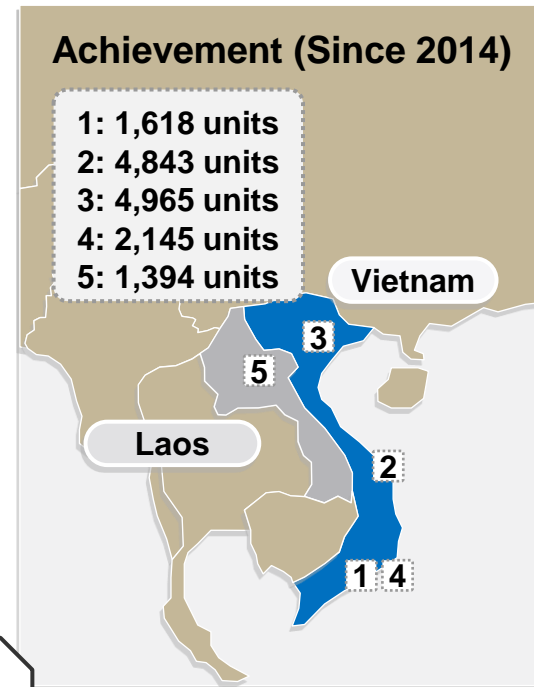 Achievement (Since 2014)
1: 1,618 units
2: 4,843 units
3: 4,965 units
4: 2,145 units
5: 1,394 units
Vietnam
3
5
Laos
2
1 4